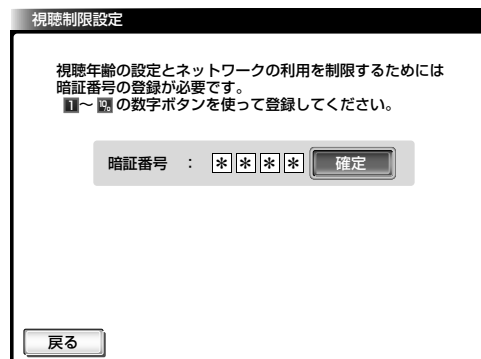 視聴制限設定
視聴年齢の設定とネットワークの利用を制限するためには
暗証番号の登録が必要です。
1～10の数字ボタンを使って登録してください。
暗証番号 : ＊＊＊＊ 確定
戻る